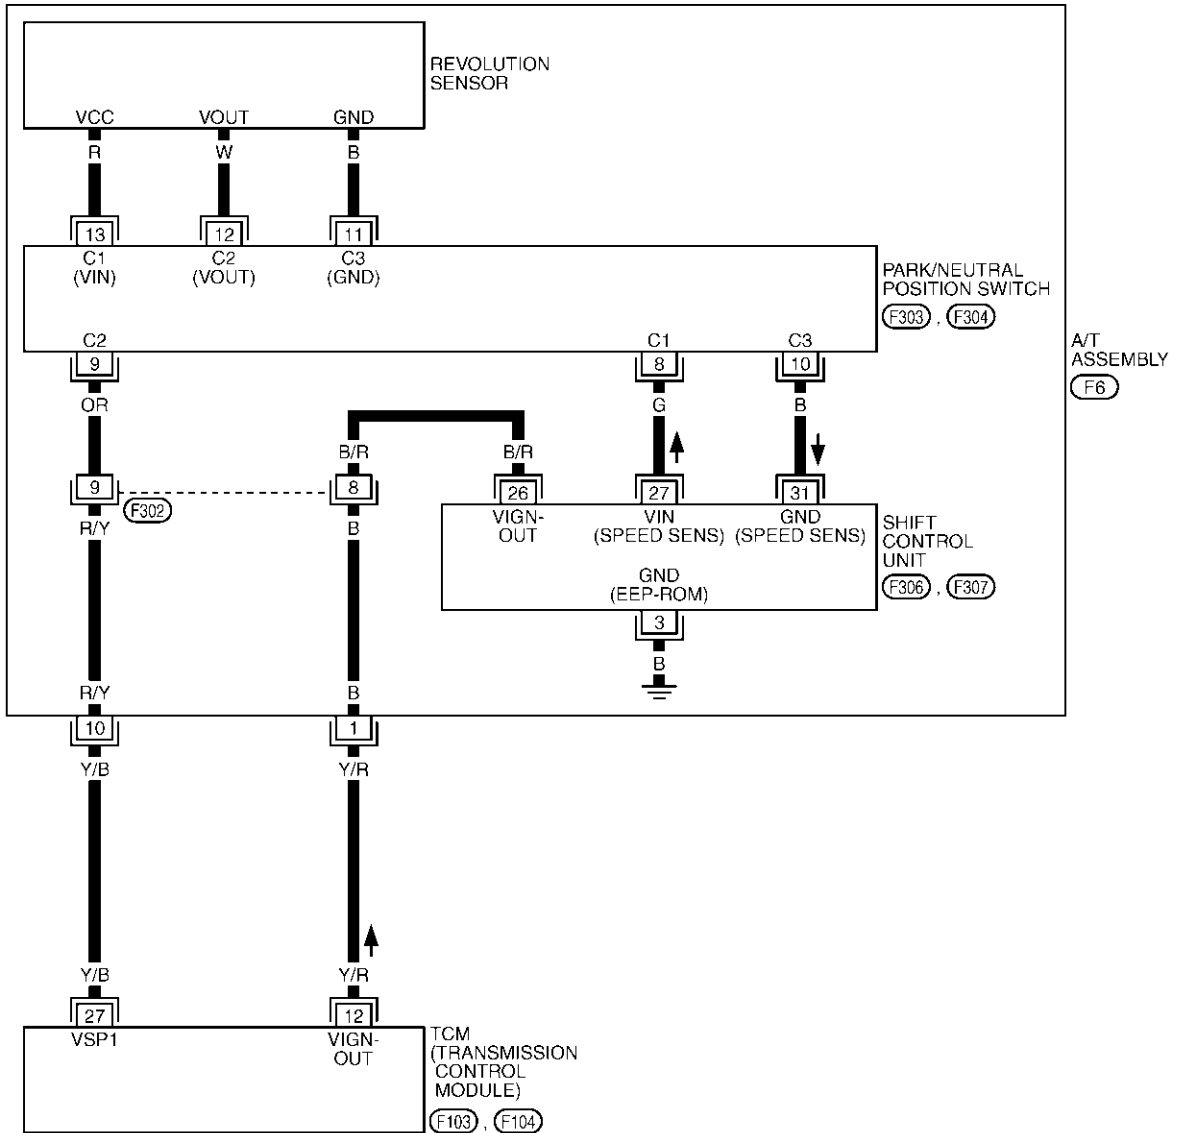 REVOLUTION
SENSOR
VCC VOUT GND
R W B
13 12 11
C1 C2 C3
(VIN) (VOUT) (GND)
PARK/NEUTRAL
POSITION SWITCH
F303 , F304
C2 C1 C3
9 8 10
A/T
ASSEMBLY
F6
OR G B
B/R B/R
9 8 26 27 31
F302
R/Y B
VIGN-
OUT
VIN
(SPEED SENS)
GND
(SPEED SENS)
SHIFT
CONTROL
UNIT
F306 , F307
GND
(EEP-ROM)
3
B
R/Y B
10 1
Y/B Y/R
Y/B Y/R
27 12
VSP1
VIGN-
OUT
TCM
(TRANSMISSION
CONTROL
MODULE)
F103 , F104